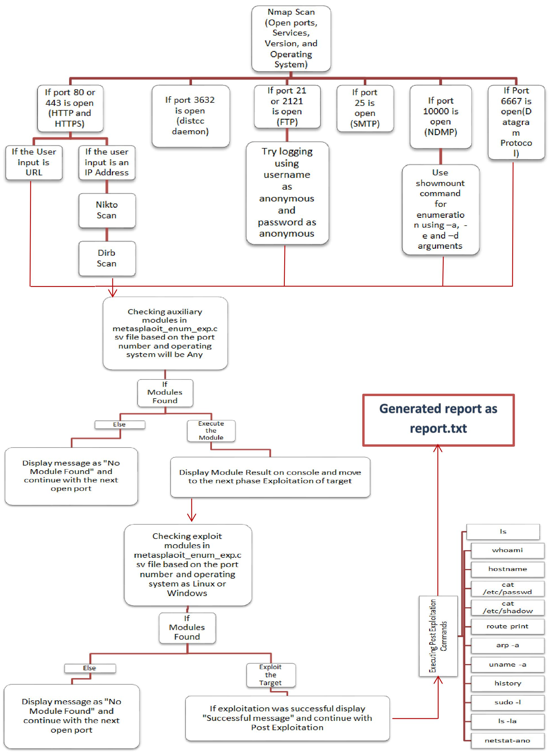 Nmap Scan
(Open ports,
Services,
Version, and
Operating
System)
If port 80 or
443 is open
(HTTP and
HTTPS)
If port 3632
is open
(distcc
daemon)
If port 21
or 2121
is open
(FTP)
If port
25 is
open
(SMTP)
If port
10000 is
open
(NDMP)
If Port
6667 is
open(D
atagra
m
Protoco
l)
If the User
input is
URL
If the user
input is an
IP Address
Nikto
Scan
Dirb
Scan
Try logging
using
username
as
anonymous
and
password as
anonymous
Use
showmount
command
for
enumeratio
n using –a, -
e and –d
arguments
Checking auxiliary
modules in
metasplaoit_enum_exp.c
sv file based on the port
number and operating
system will be Any
If
Modules
Found
Else
Execute
the
Module
Display message as "No
Module Found" and
continue with the next
open port
Display Module Result on console and move
to the next phase Exploitation of target
Generated report as
report.txt
Checking exploit
modules in
metasplaoit_enum_exp.c
sv file based on the port
number and operating
system as Linux or
Windows
If
Modules
Found
Else
Exploit
the
Target
Display message as "No
Module Found" and
continue with the next
open port
If exploitation was successful display
"Successful message" and continue with
Post Exploitation
Executing Post Exploitation
Commands
ls
whoami
hostname
cat
/etc/passwd
cat
/etc/shadow
route print
arp -a
uname -a
history
sudo -l
ls -la
netstat-ano